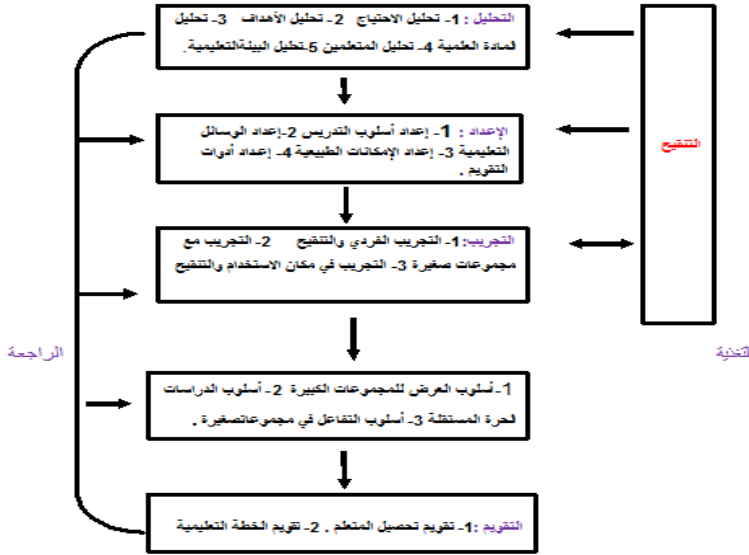 التحليل : 1- تحليل الاحتياج 2- تحليل الأهداف 3- تحليل
لمادة العلمية 4- تحليل المتعلمين 5-تحليل البيئةالتعليمية.
الإعداد : 1- إعداد أسلوب التدريس 2-إعداد الوسائل
التعليمية 3- إعداد الإمكانات الطبيعية 4- إعداد أدوات
التقويم .
التنقيح
التجريب:1- التجريب الفردي والتنقيح 2- التجريب مع
مجموعات صغيرة 3- التجريب في مكان الاستخدام والتنقيح
لتغذية
الراجعة
1- أسلوب العرض للمجموعات الكبيرة 2- أسلوب الدراسات
لحرة المستقلة 3- أسلوب التفاعل في مجموعاتصغيرة .
التقويم :1- تقويم تحصيل المتعلم . 2- تقويم الخطة التعليمية